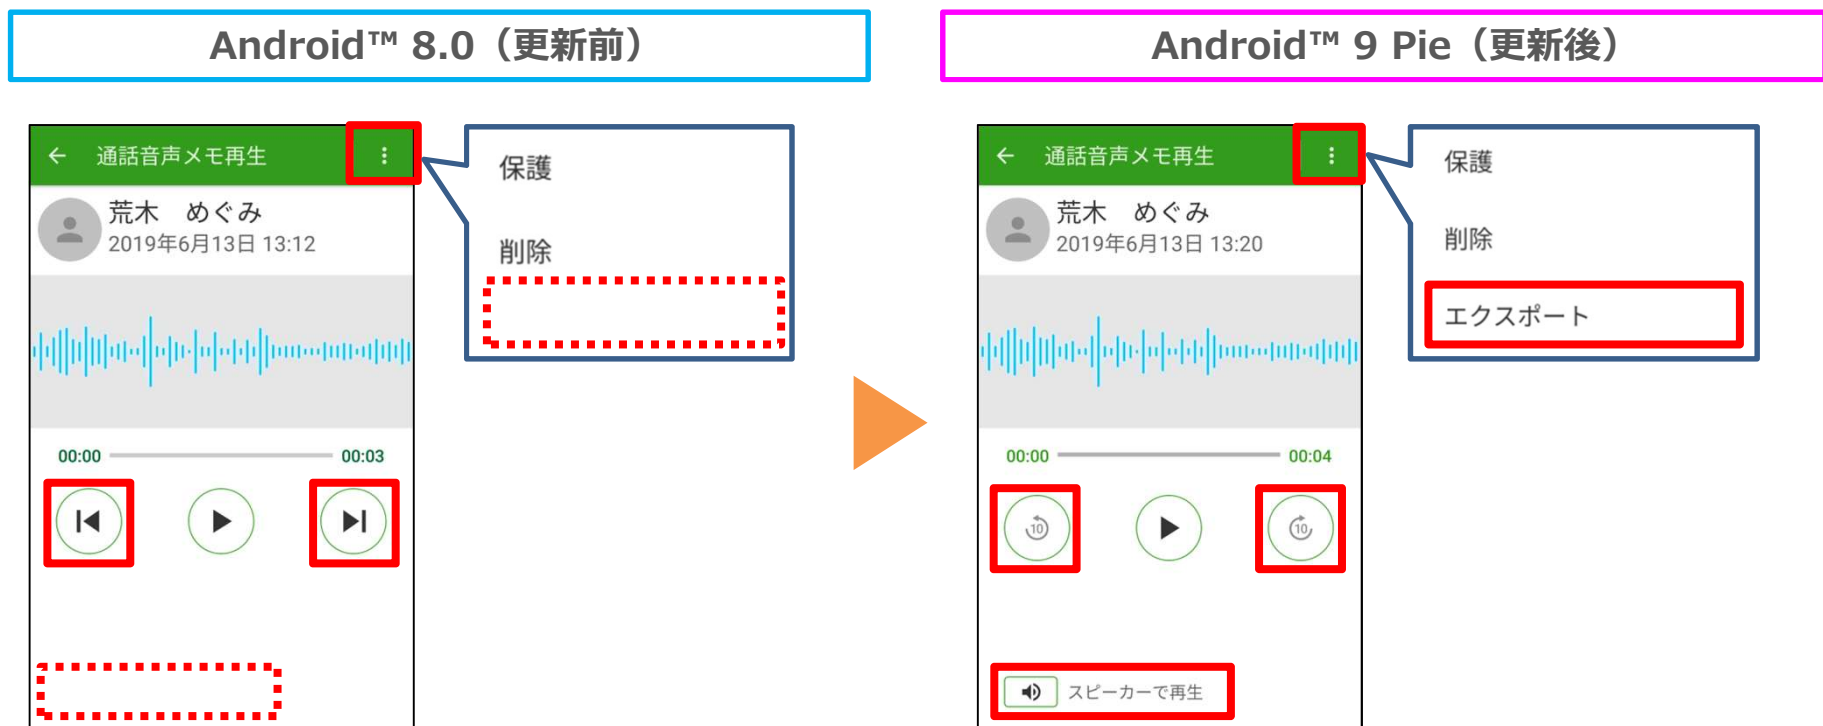 Android™ 8.0（更新前）
Android™ 9 Pie（更新後）
通話音声メモ再生
荒木　めぐみ
2019年6月13日 13:12
00:00
00:03
保護
削除
通話音声メモ再生
荒木　めぐみ
2019年6月13日 13:20
00:00
00:04
10
10
スピーカーで再生
保護
削除
エクスポート